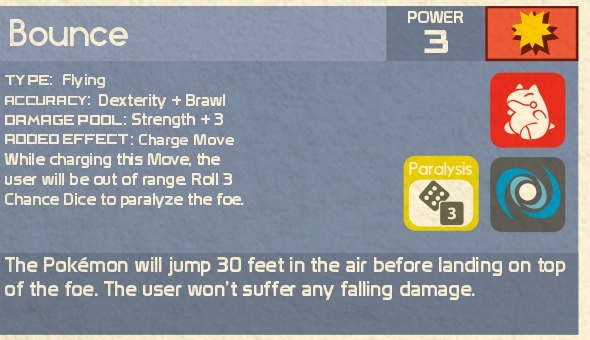 Bounce
POWER
3
TYPE: Flying
ACCURACY: Dexterity + Brawl
DAMAGE POOL: Strength + 3
ADDED EFFECT: Charge Move
While charging this Move, the
user will be out of range. Roll 3
Chance Dice to paralyze the foe.
Paralysis
3
The Pokémon will jump 30 feet in the air before landing on top
of the foe. The user won't suffer any falling damage.